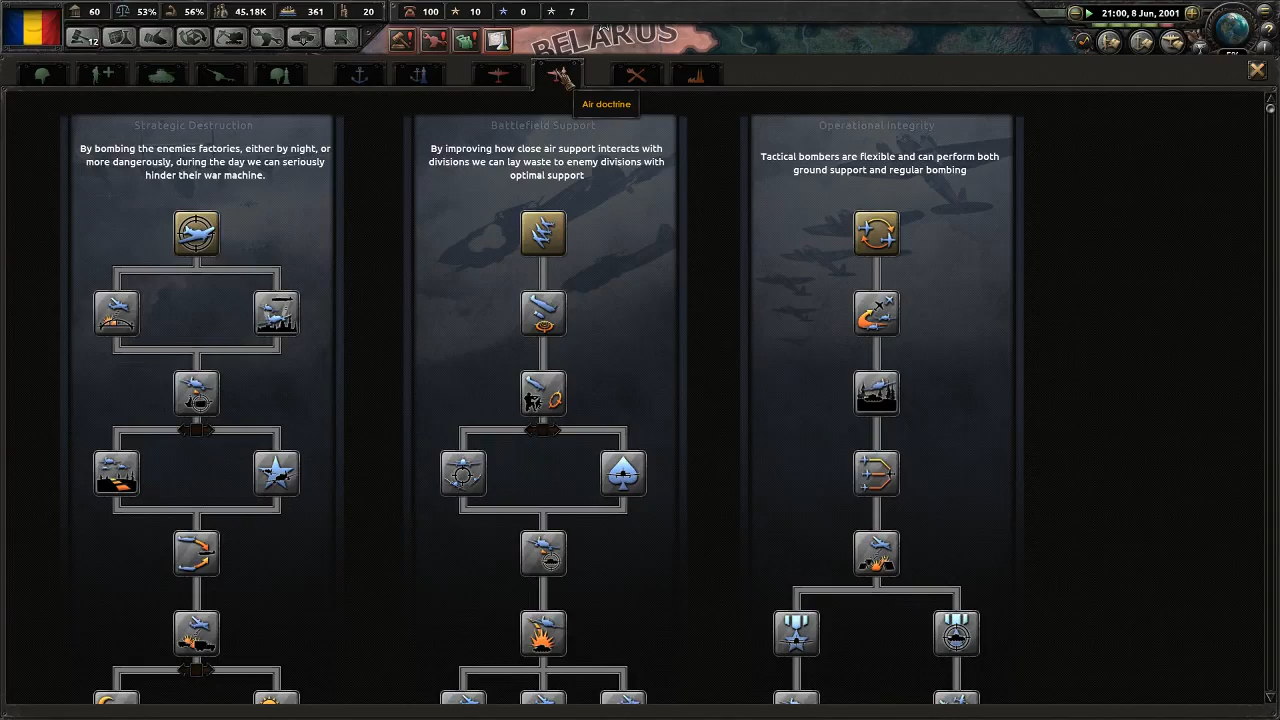 60 53% 56% 45.18K 361 20 100 10 0 7 21:00, 8 Jun, 2001
12
BELARUS
Air doctrine
Strategic Destruction
By bombing the enemies factories, either by night, or
more dangerously, during the day we can seriously
hinder their war machine.
Battlefield Support
By improving how close air support interacts with
divisions we can lay waste to enemy divisions with
optimal support
Operational Integrity
Tactical bombers are flexible and can perform both
ground support and regular bombing